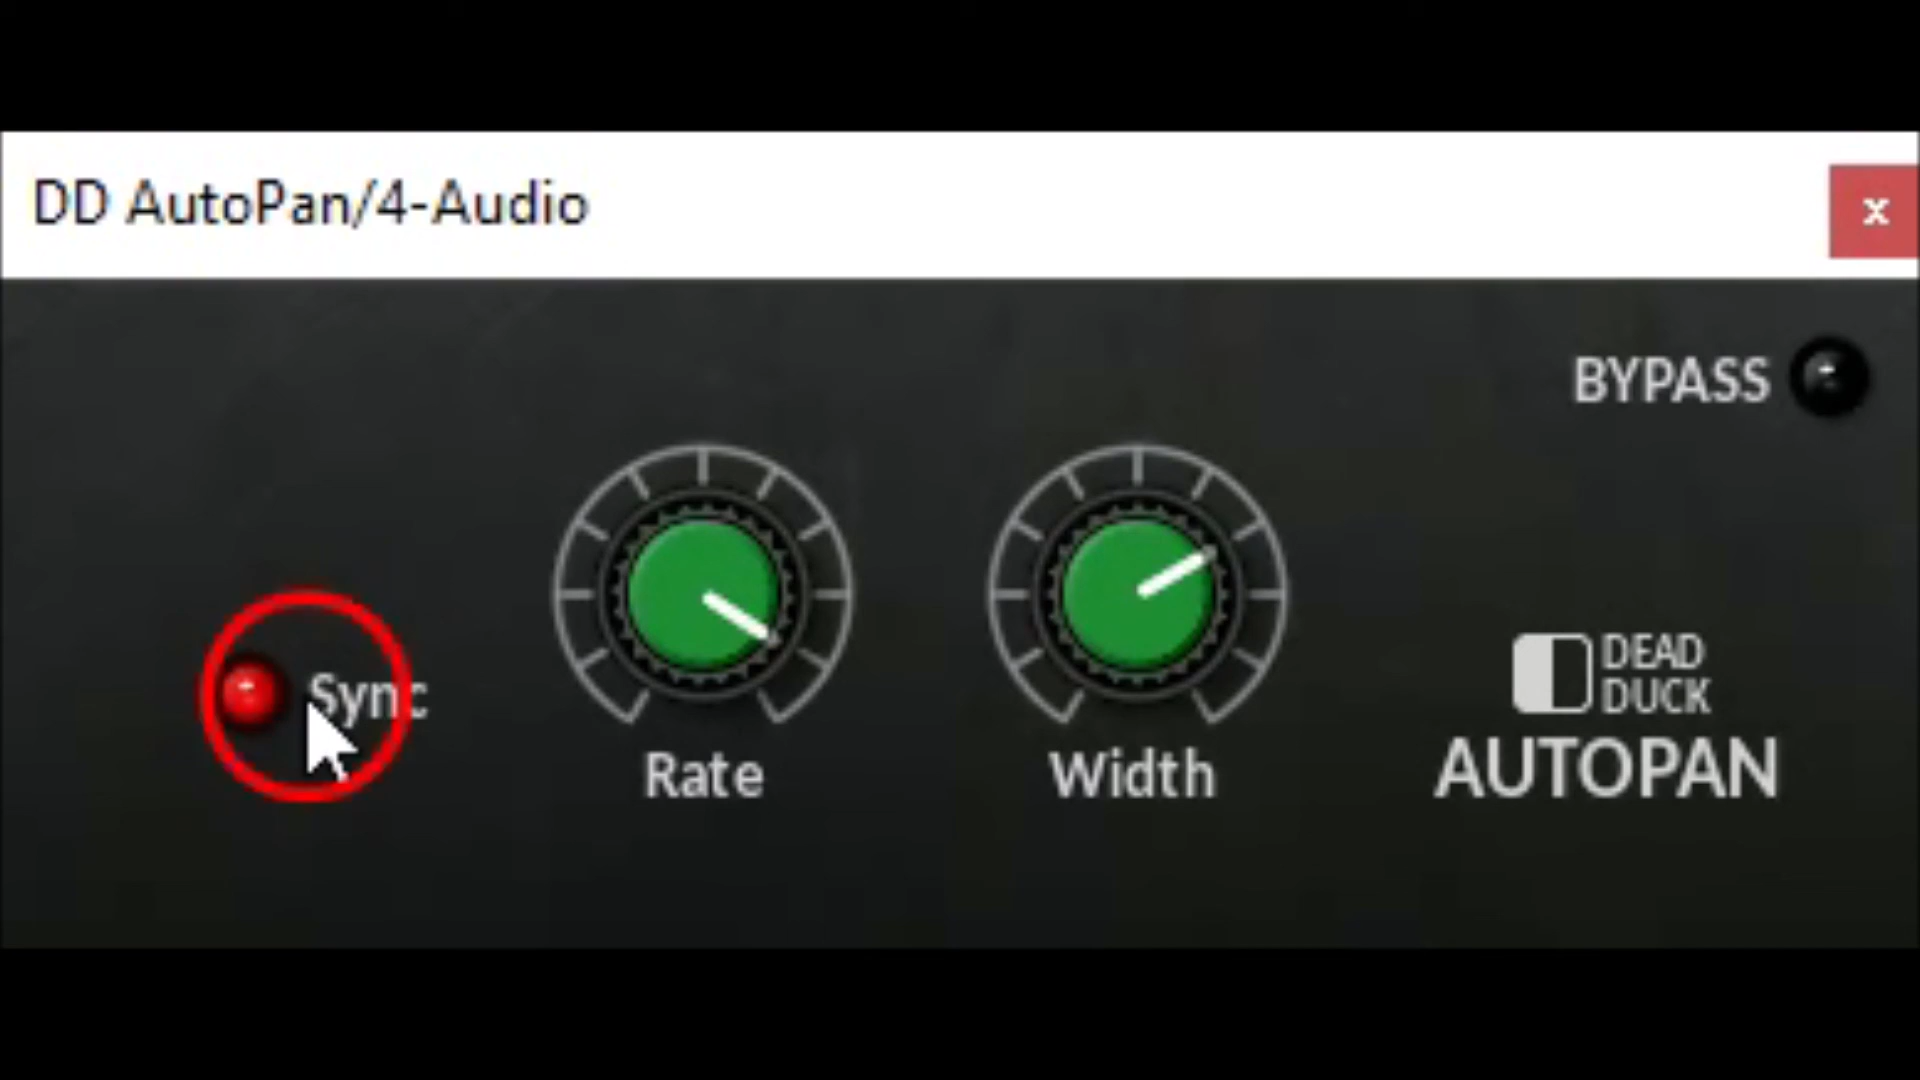 DD AutoPan/4-Audio
x
BYPASS
Sync
Rate
Width
DEAD
DUCK
AUTOPAN